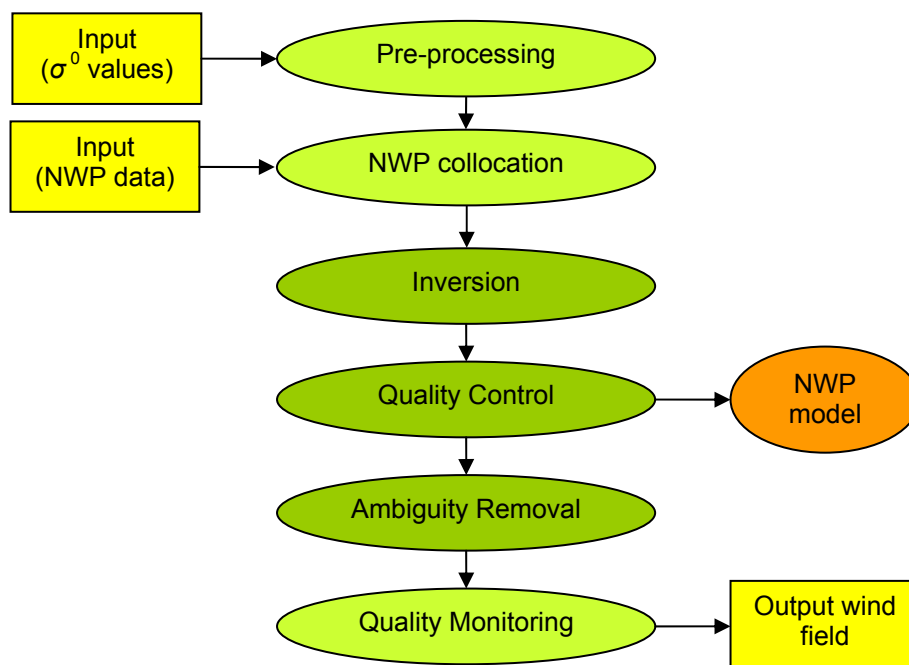 Input
(σ⁰ values)
Pre-processing
Input
(NWP data)
NWP collocation
Inversion
Quality Control
NWP
model
Ambiguity Removal
Quality Monitoring
Output wind
field